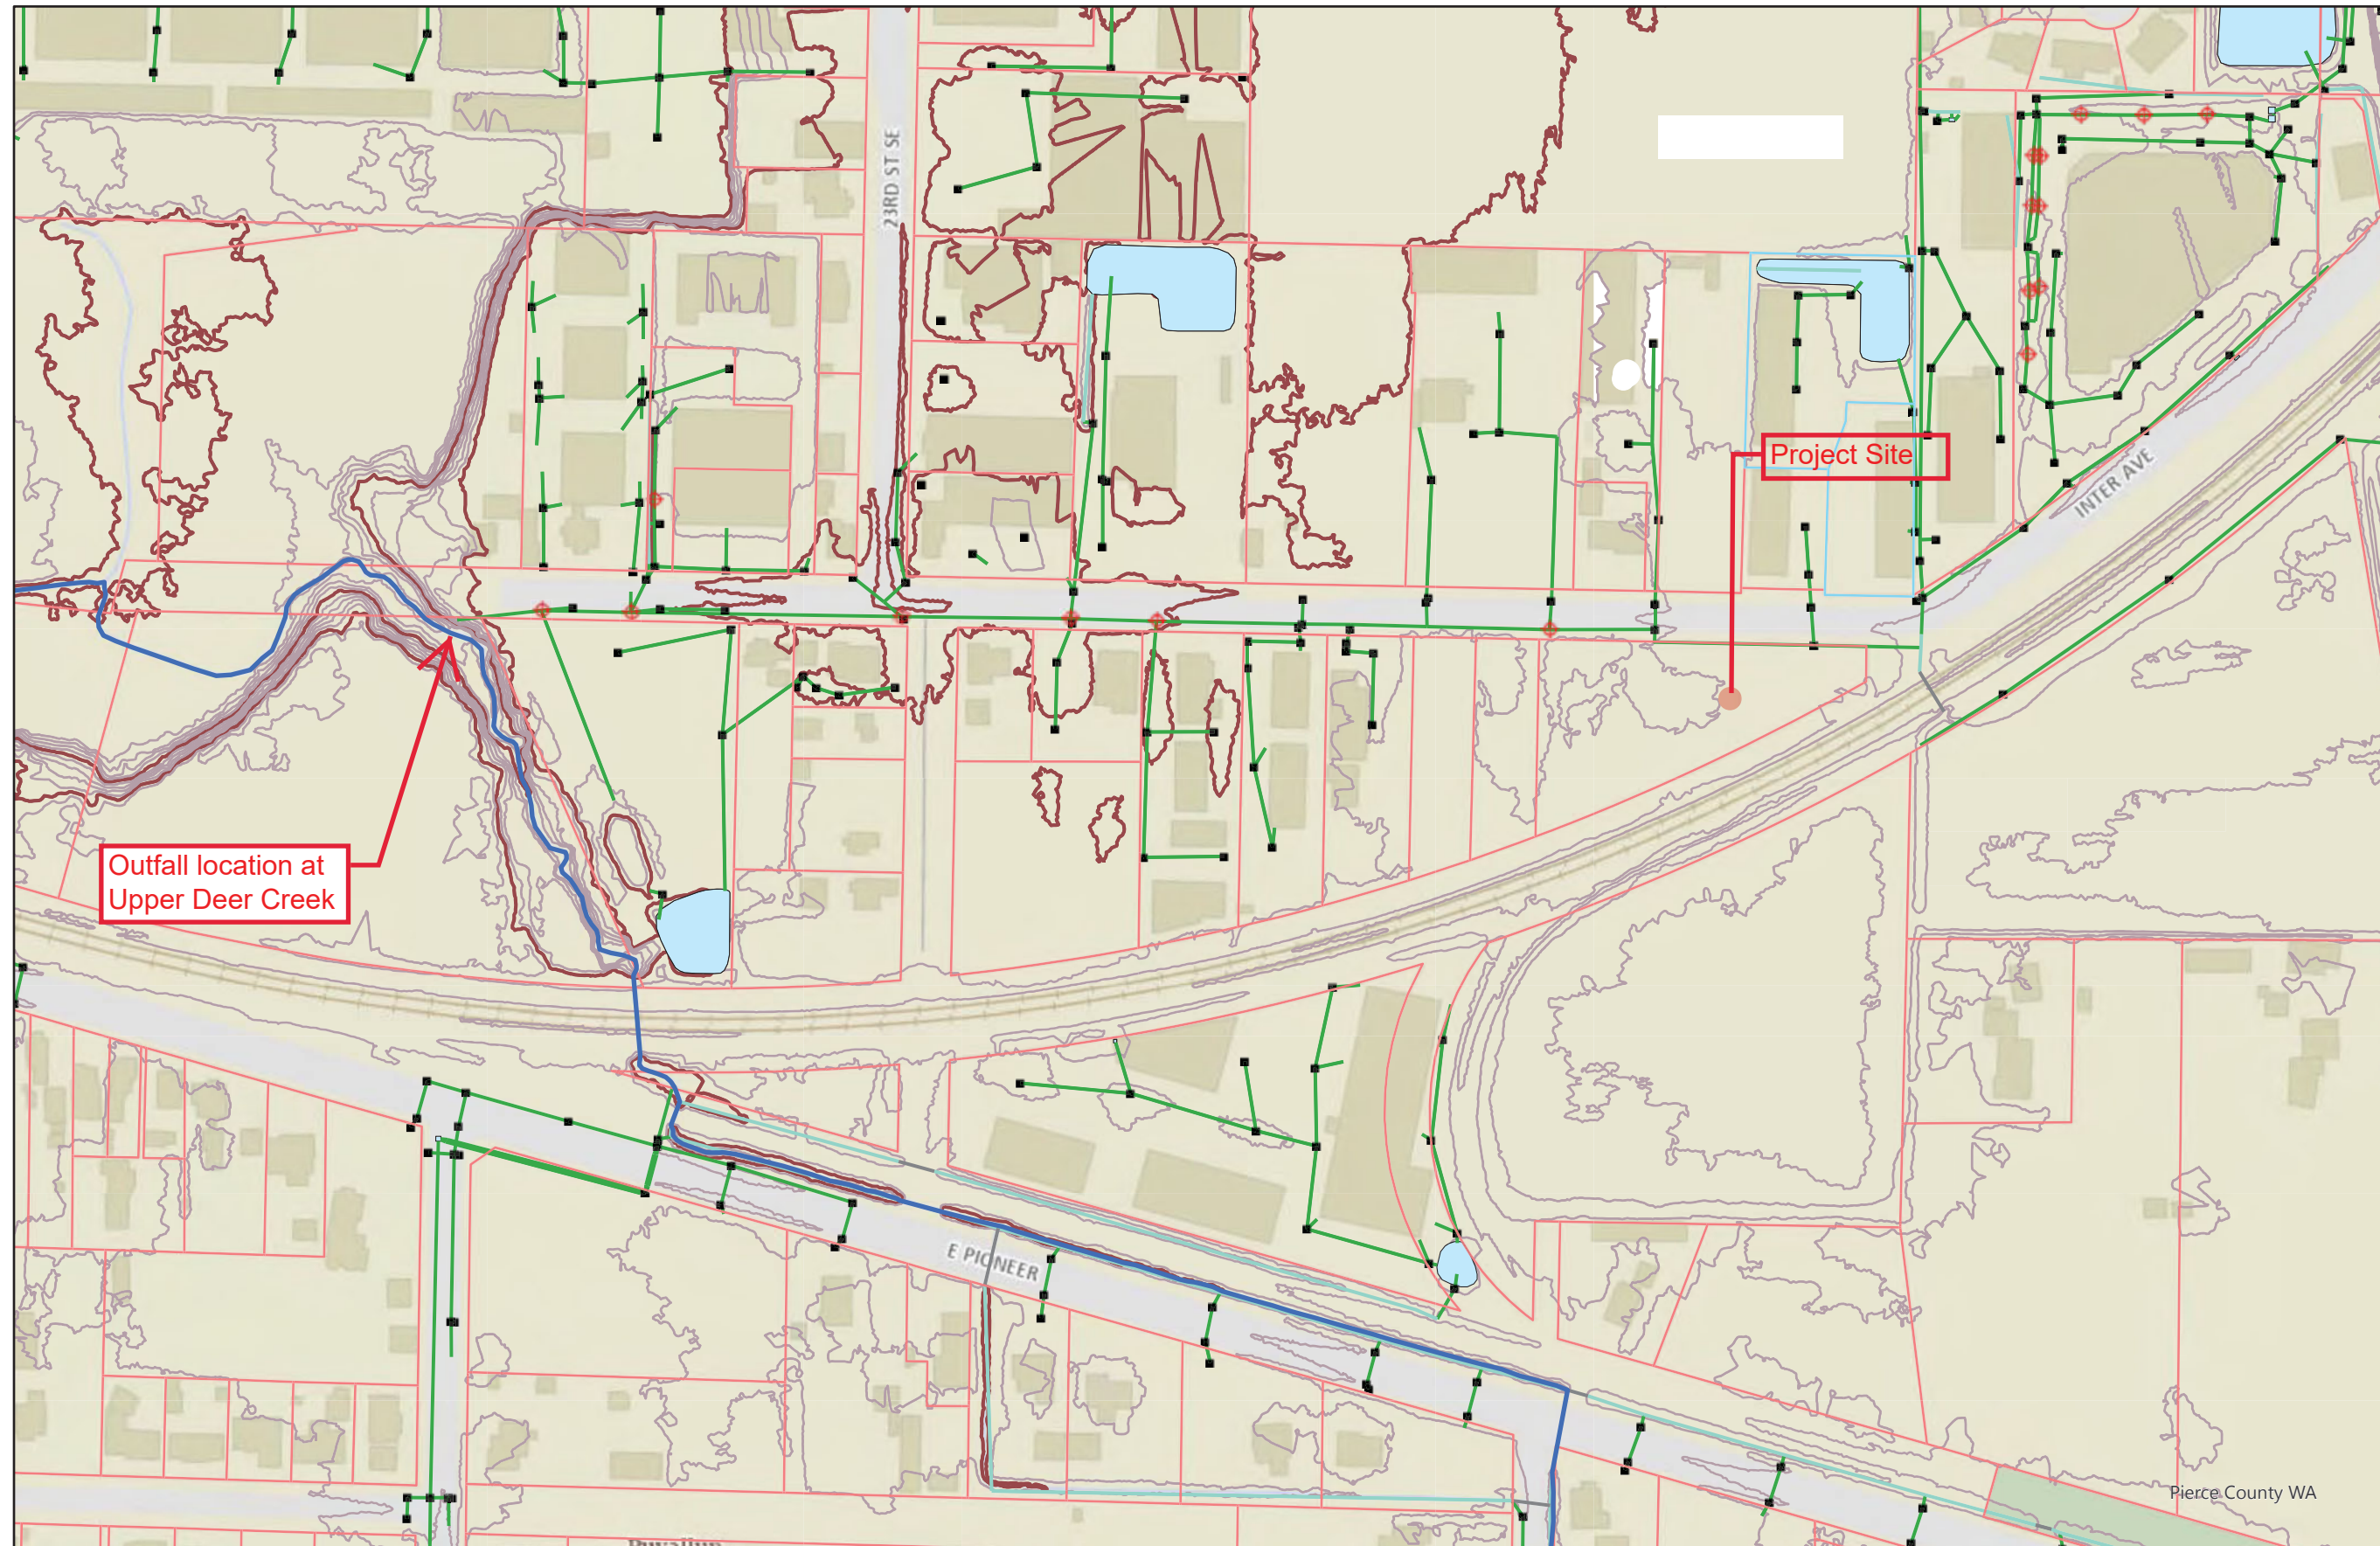 23RD ST SE
Project Site
INTER AVE
Outfall location at
Upper Deer Creek
E PIONEER
Pierce County WA